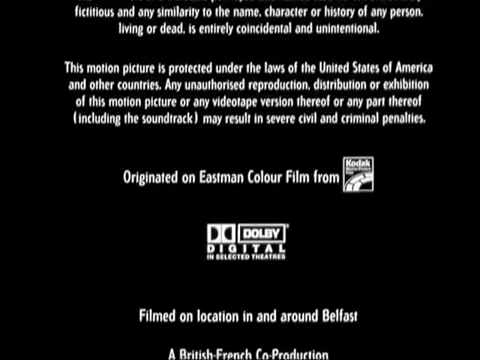 fictitious and any similarity to the name, character or history of any person,
living or dead, is entirely coincidental and unintentional.
This motion picture is protected under the laws of the United States of America
and other countries. Any unauthorised reproduction, distribution or exhibition
of this motion picture or any videotape version thereof or any part thereof
(including the soundtrack) may result in severe civil and criminal penalties.
Originated on Eastman Colour Film from Kodak
DOLBY
DIGITAL
IN SELECTED THEATRES
Filmed on location in and around Belfast
A British-French Co-Production